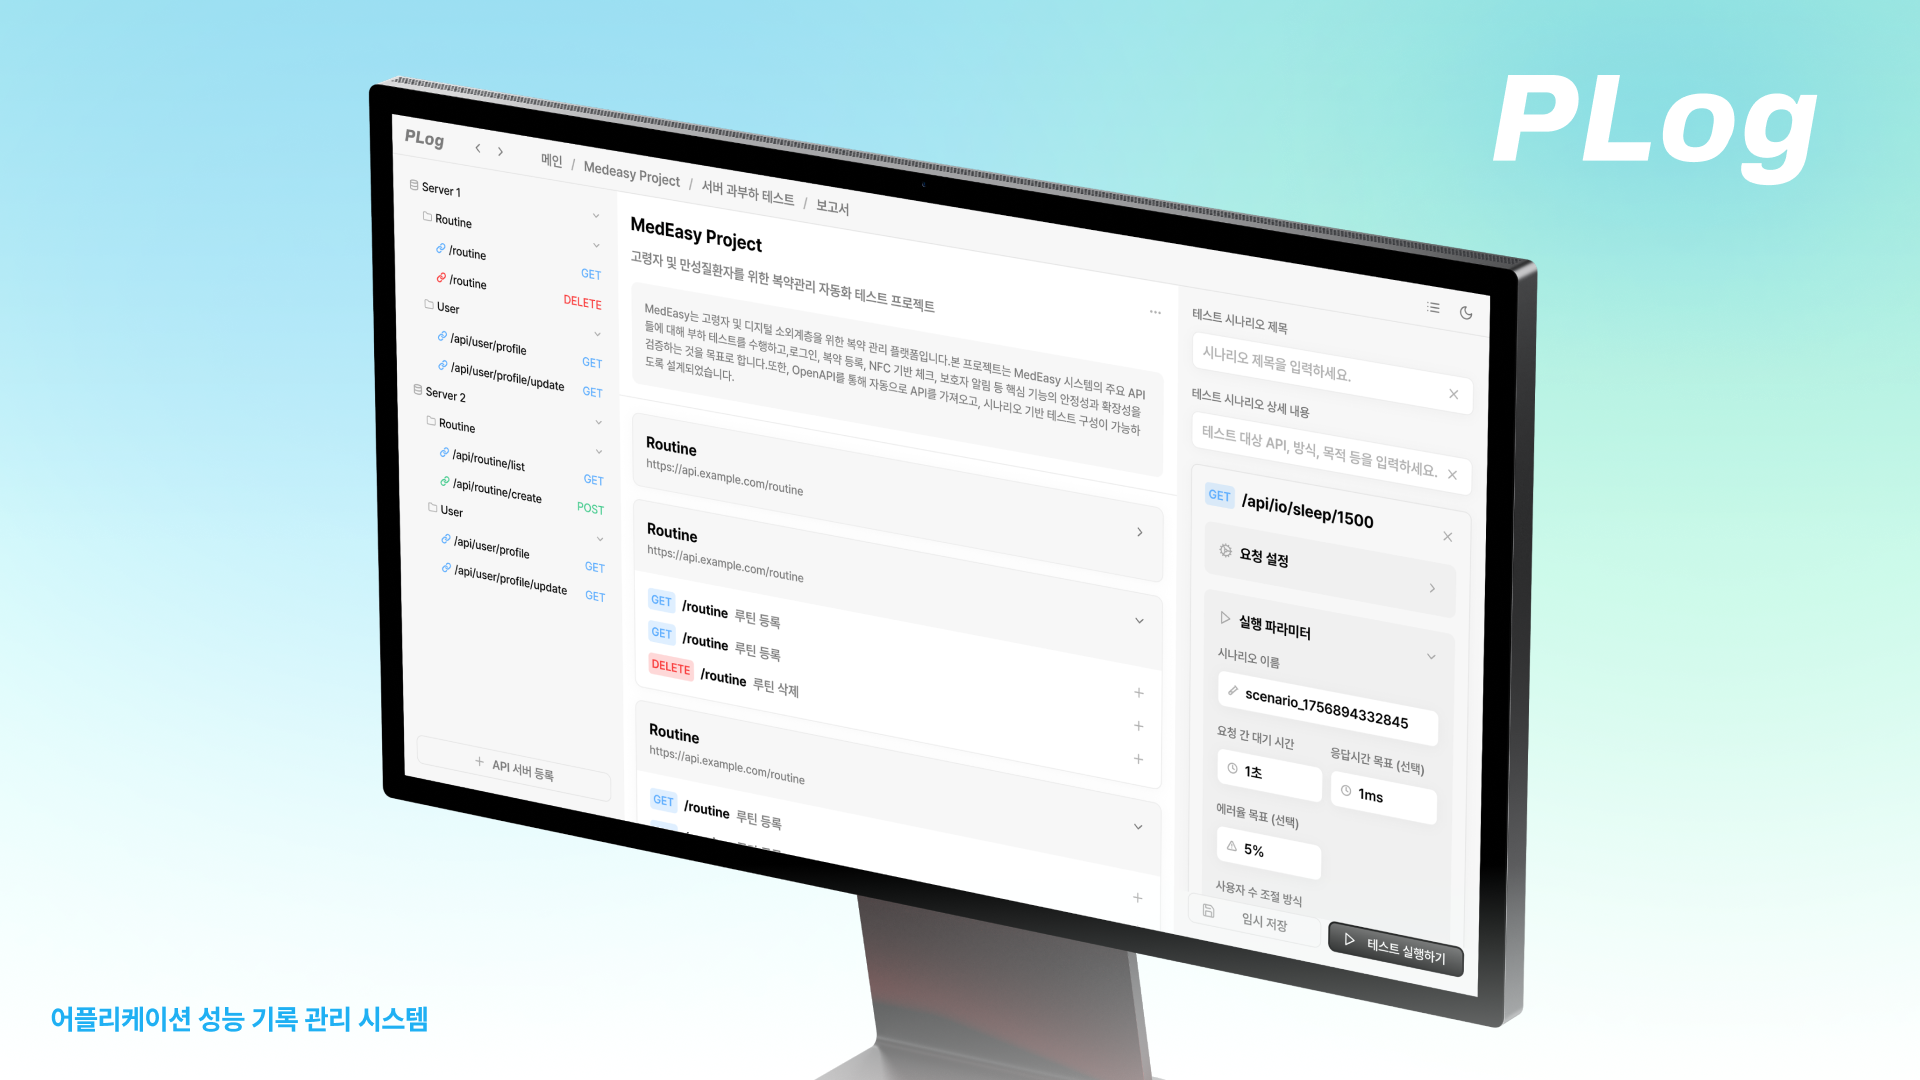 PLog
PLog
메인 / Medeasy Project / 서버 과부하 테스트 / 보고서
Server 1
Routine
/routine GET
/routine DELETE
User
/api/user/profile GET
/api/user/profile/update GET
Server 2
Routine
/api/routine/list GET
/api/routine/create POST
User
/api/user/profile GET
/api/user/profile/update GET
+ API 서버 등록
MedEasy Project
고령자 및 만성질환자를 위한 복약관리 자동화 테스트 프로젝트
MedEasy는 고령자 및 디지털 소외계층을 위한 복약 관리 플랫폼입니다.본 프로젝트는 MedEasy 시스템의 주요 API
들에 대해 부하 테스트를 수행하고,로그인, 복약 등록, NFC 기반 체크, 보호자 알림 등 핵심 기능의 안정성과 확장성을
검증하는 것을 목표로 합니다.또한, OpenAPI를 통해 자동으로 API를 가져오고, 시나리오 기반 테스트 구성이 가능하
도록 설계되었습니다.
Routine
https://api.example.com/routine
Routine
https://api.example.com/routine
GET /routine 루틴 등록
GET /routine 루틴 등록
DELETE /routine 루틴 삭제
Routine
https://api.example.com/routine
GET /routine 루틴 등록
테스트 시나리오 제목
시나리오 제목을 입력하세요.
테스트 시나리오 상세 내용
테스트 대상 API, 방식, 목적 등을 입력하세요.
GET /api/io/sleep/1500
요청 설정
실행 파라미터
시나리오 이름
scenario_1756894332845
요청 간 대기 시간
1초
응답시간 목표 (선택)
1ms
에러율 목표 (선택)
5%
사용자 수 조절 방식
임시 저장
테스트 실행하기
어플리케이션 성능 기록 관리 시스템